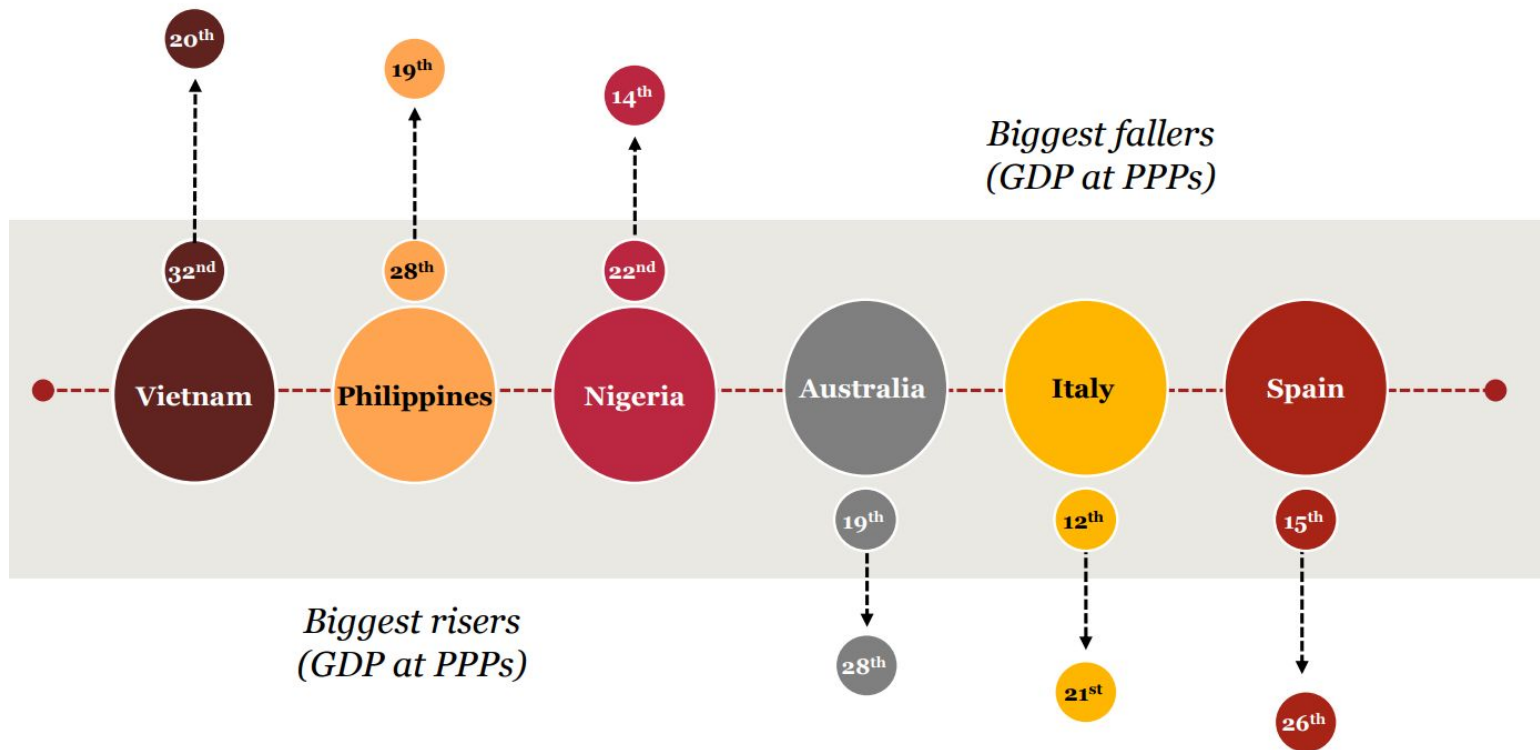 20th
19th
14th
Biggest fallers
(GDP at PPPs)
32nd
28th
22nd
Vietnam
Philippines
Nigeria
Australia
Italy
Spain
19th
12th
15th
Biggest risers
(GDP at PPPs)
28th
21st
26th